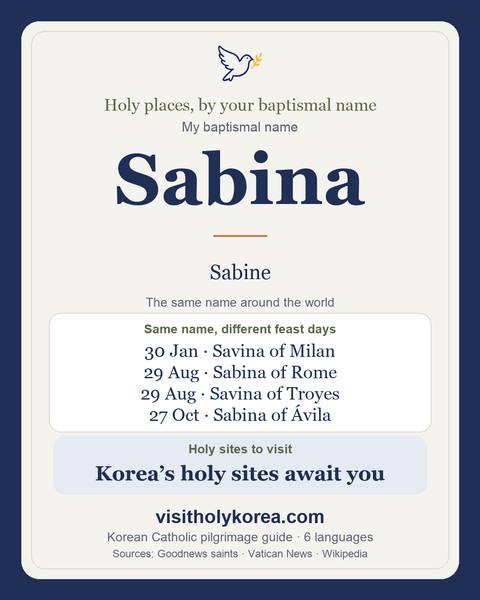 Holy places, by your baptismal name
My baptismal name
Sabina
Sabine
The same name around the world
Same name, different feast days
30 Jan · Savina of Milan
29 Aug · Sabina of Rome
29 Aug · Savina of Troyes
27 Oct · Sabina of Ávila
Holy sites to visit
Korea’s holy sites await you
visitholykorea.com
Korean Catholic pilgrimage guide · 6 languages
Sources: Goodnews saints · Vatican News · Wikipedia